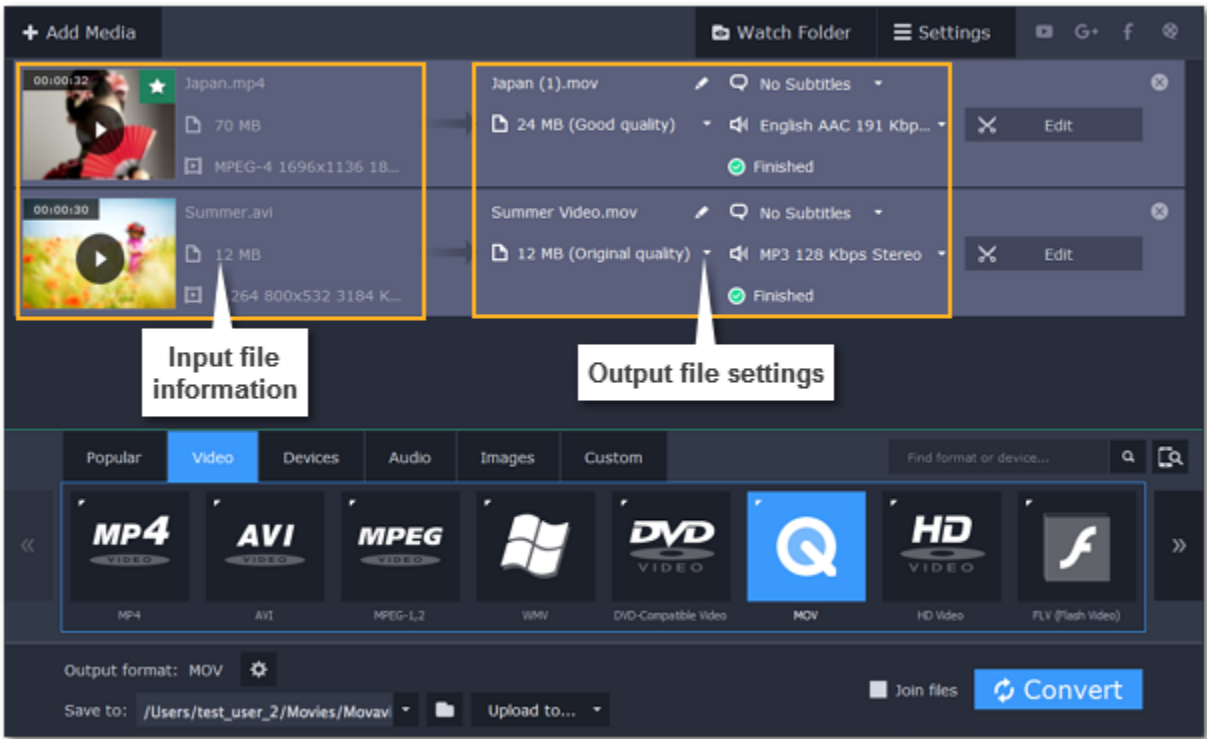 + Add Media
Watch Folder
Settings
G+ f
00:00:32
Japan.mp4
70 MB
MPEG-4 1696x1136 18...
Japan (1).mov
No Subtitles
24 MB (Good quality)
English AAC 191 Kbp...
Finished
Edit
00:00:30
Summer.avi
12 MB
264 800x532 3184 K...
Summer Video.mov
No Subtitles
12 MB (Original quality)
MP3 128 Kbps Stereo
Finished
Edit
Input file
information
Output file settings
Popular
Video
Devices
Audio
Images
Custom
Find format or device...
MP4
VIDEO
MP4
AVI
VIDEO
AVI
MPEG
VIDEO
MPEG-1,2
WMV
DVD
VIDEO
DVD-Compatible Video
MOV
HD
VIDEO
HD Video
FLV (Flash Video)
Output format: MOV
Save to: /Users/test_user_2/Movies/Movavi
Upload to...
Join files
Convert